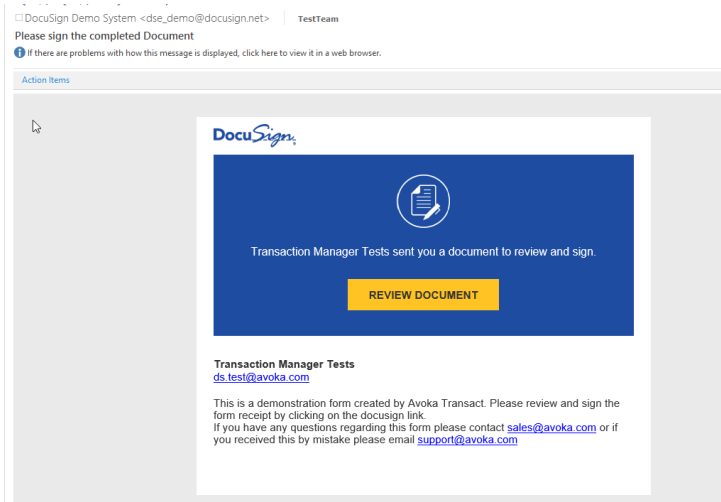 DocuSign Demo System <dse_demo@docusign.net> TestTeam
Please sign the completed Document
If there are problems with how this message is displayed, click here to view it in a web browser.
Action Items
DocuSign
Transaction Manager Tests sent you a document to review and sign.
REVIEW DOCUMENT
Transaction Manager Tests
ds.test@avoka.com
This is a demonstration form created by Avoka Transact. Please review and sign the
form receipt by clicking on the docusign link.
If you have any questions regarding this form please contact sales@avoka.com or if
you received this by mistake please email support@avoka.com